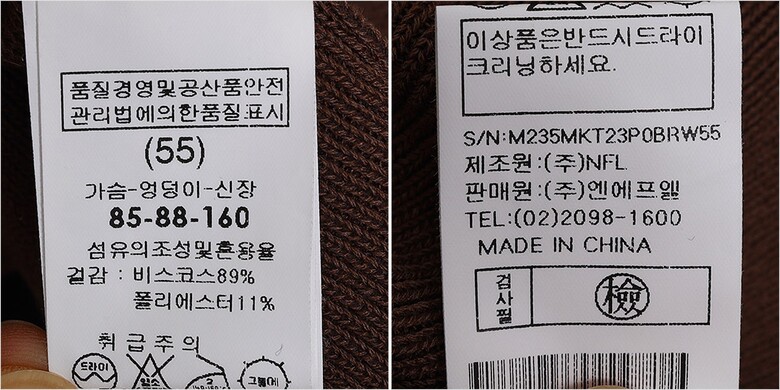 품질경영및공산품안전
관리법에의한품질표시
(55)
가슴-엉덩이-신장
85-88-160
섬유의조성및혼용율
겉감 : 비스코스89%
폴리에스터11%
취급주의
드라이
이상품은반드시드라이
크리닝하세요.
S/N:M235MKT23P0BRW55
제조원:(주)NFL
판매원:(주)엔에프엘
TEL:(02)2098-1600
MADE IN CHINA
검사필
檢